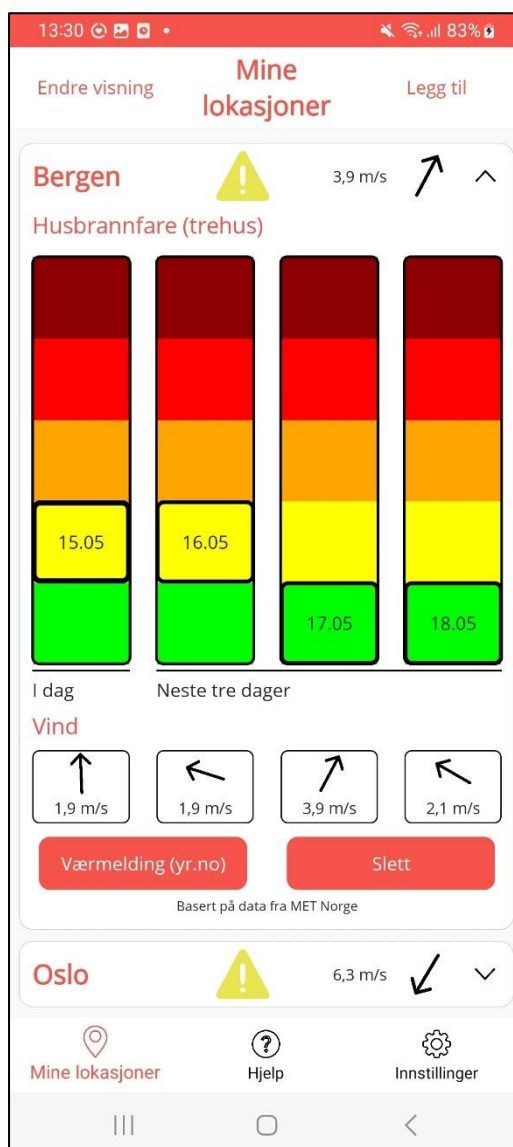 13:30
83%
Endre visning
Mine
lokasjoner
Legg til
Bergen
3,9 m/s
Husbrannfare (trehus)
15.05
16.05
17.05
18.05
I dag
Neste tre dager
Vind
1,9 m/s
1,9 m/s
3,9 m/s
2,1 m/s
Værmelding (yr.no)
Slett
Basert på data fra MET Norge
Oslo
6,3 m/s
Mine lokasjoner
Hjelp
Innstillinger